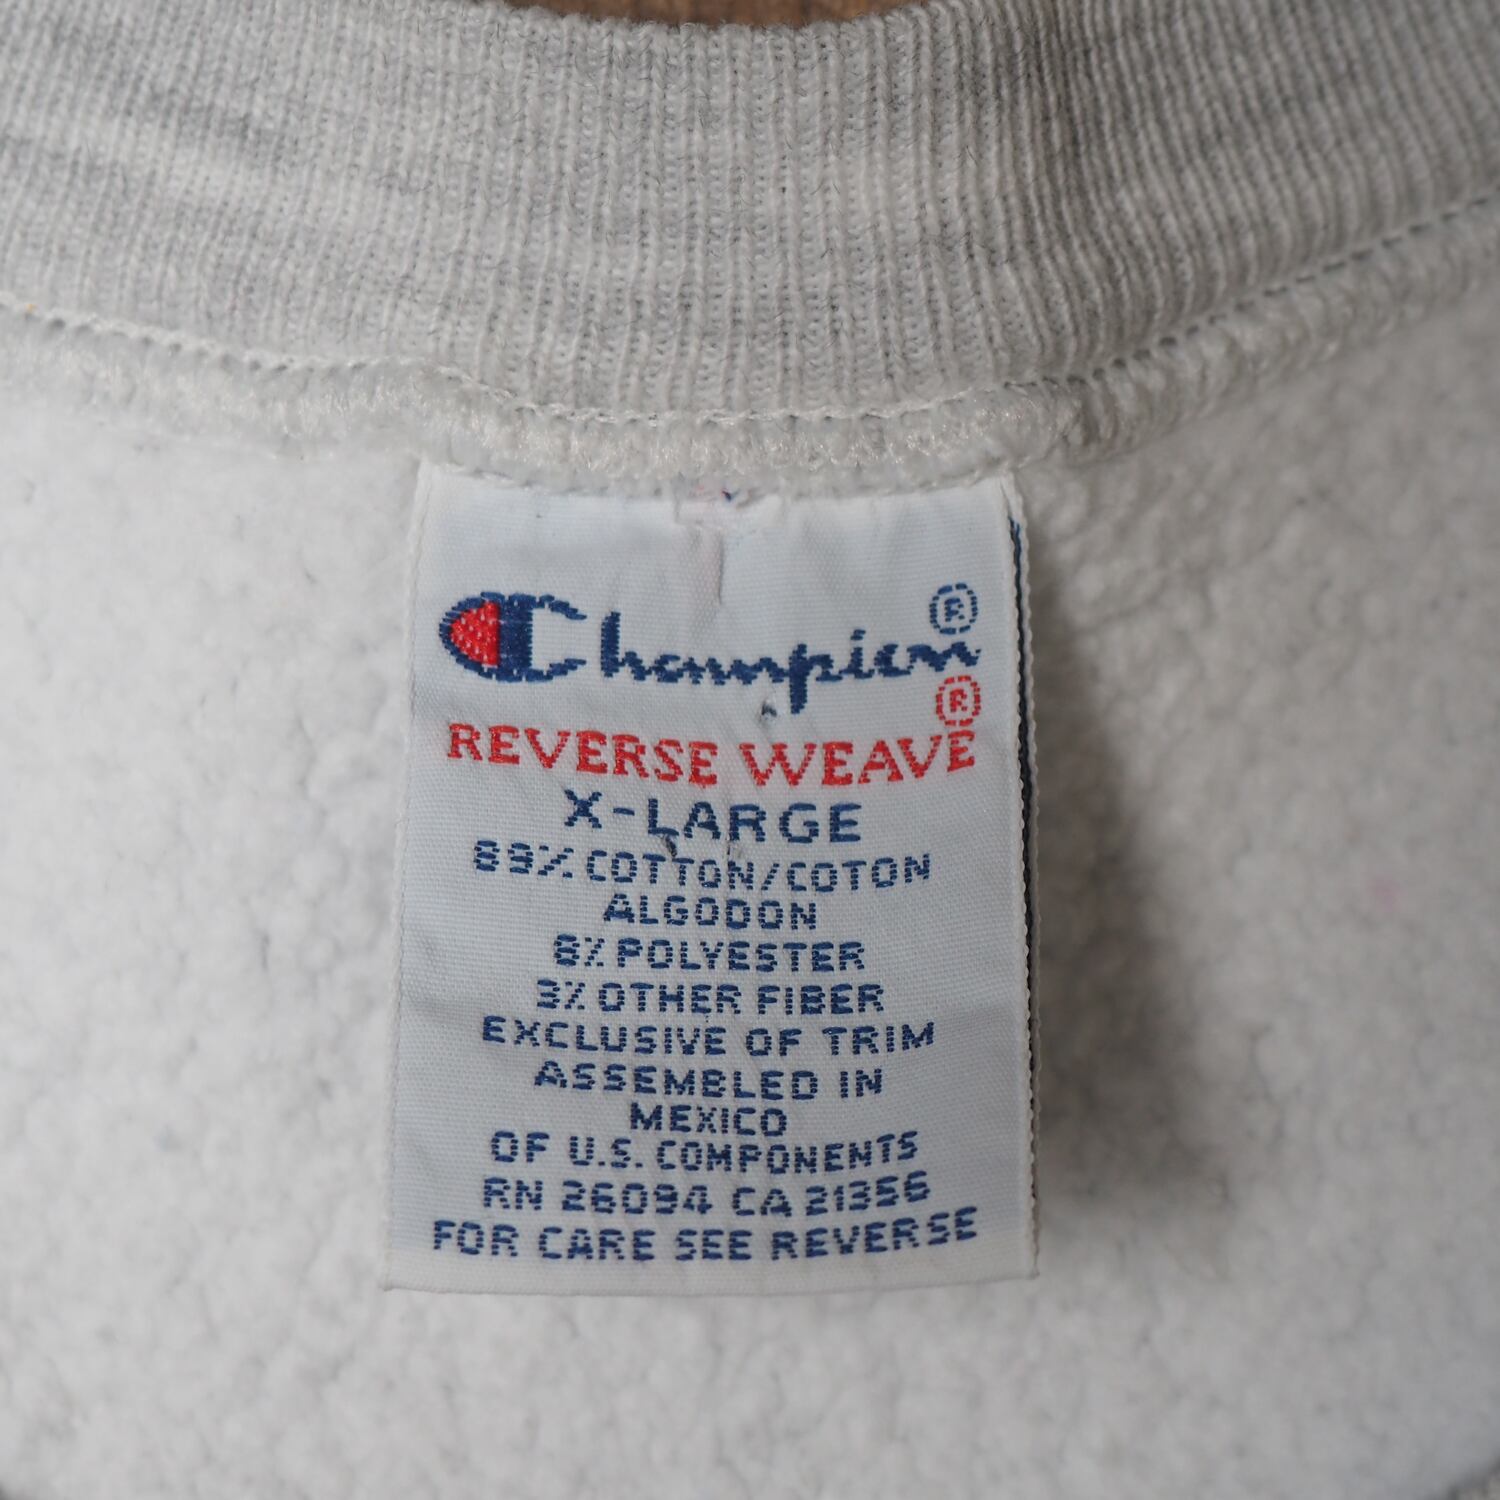 Champion®
REVERSE WEAVE®
X-LARGE
89% COTTON/COTON
ALGODON
8% POLYESTER
3% OTHER FIBER
EXCLUSIVE OF TRIM
ASSEMBLED IN
MEXICO
OF U.S. COMPONENTS
RN 26094 CA 21356
FOR CARE SEE REVERSE